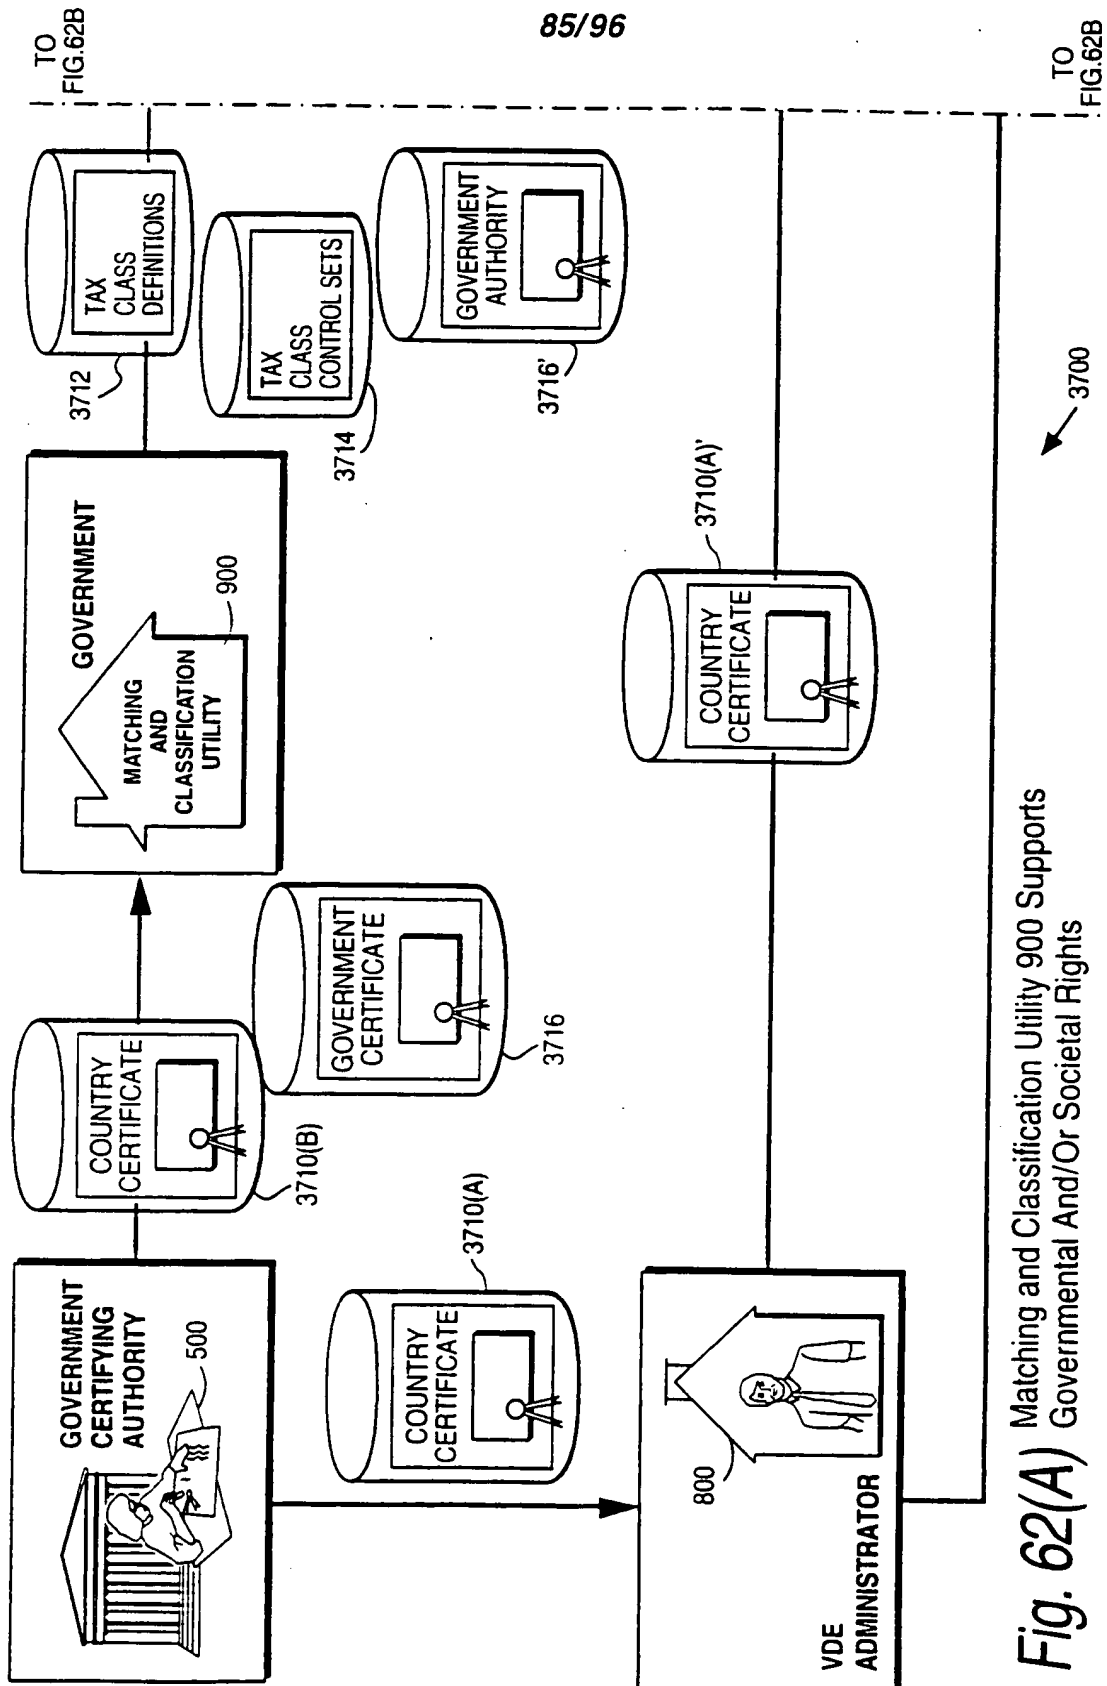 85/96
TO
FIG.62B
TO
FIG.62B
GOVERNMENT
CERTIFYING
AUTHORITY
500
COUNTRY
CERTIFICATE
3710(B)
GOVERNMENT
CERTIFICATE
3716
GOVERNMENT
MATCHING
AND
CLASSIFICATION
UTILITY
900
TAX
CLASS
DEFINITIONS
3712
TAX
CLASS
CONTROL SETS
3714
GOVERNMENT
AUTHORITY
3716'
COUNTRY
CERTIFICATE
3710(A)
VDE
ADMINISTRATOR
800
COUNTRY
CERTIFICATE
3710(A)'
3700
Fig. 62(A) Matching and Classification Utility 900 Supports
Governmental And/Or Societal Rights